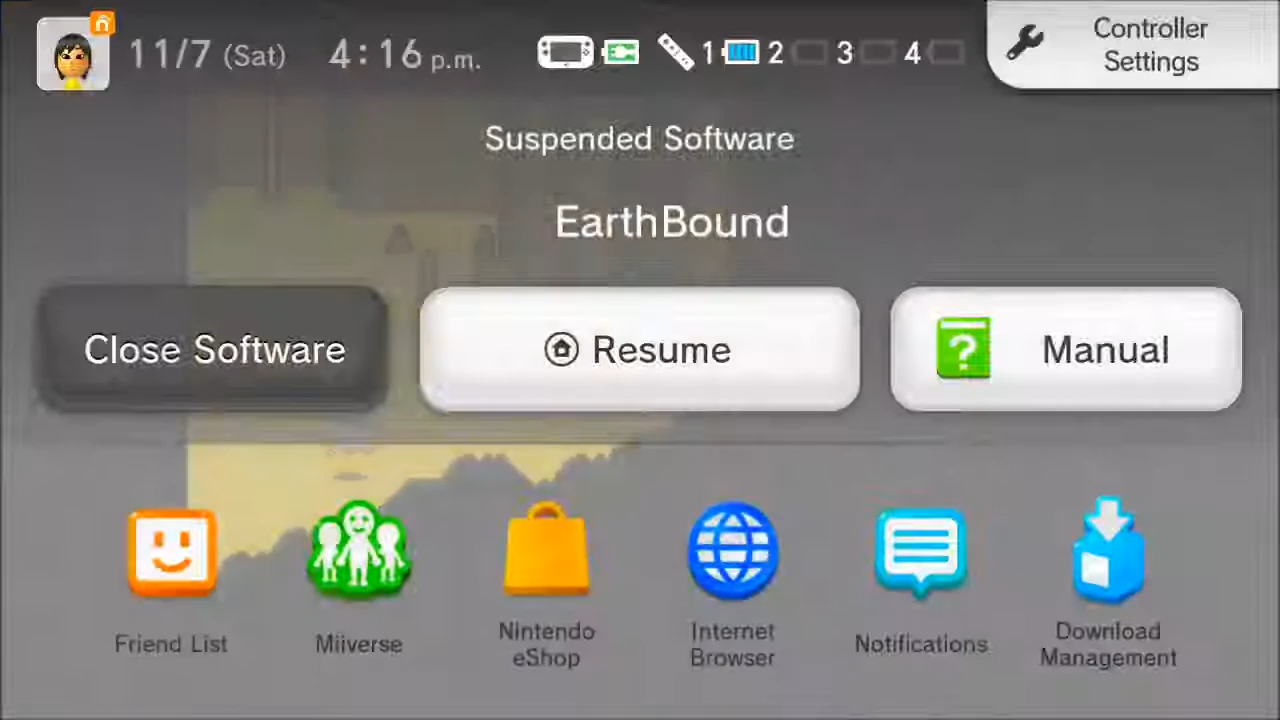 11/7 (Sat) 4:16 p.m. 1 2 3 4
Controller
Settings
Suspended Software
EarthBound
Close Software
Resume
? Manual
Friend List
Miiverse
Nintendo
eShop
Internet
Browser
Notifications
Download
Management